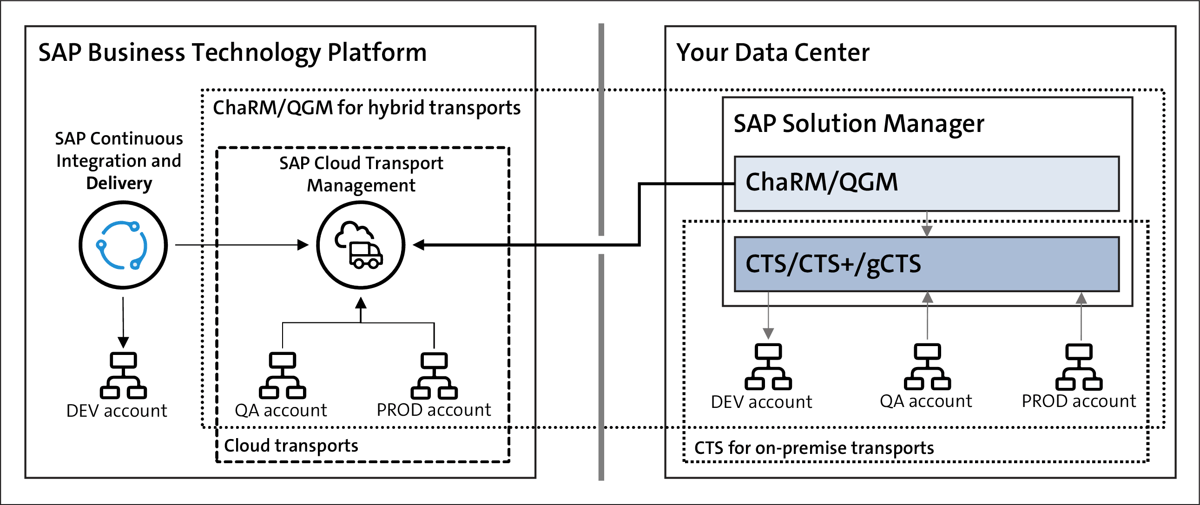 SAP Business Technology Platform
ChaRM/QGM for hybrid transports
SAP Continuous
Integration and
Delivery
SAP Cloud Transport
Management
DEV account
QA account
PROD account
Cloud transports
Your Data Center
SAP Solution Manager
ChaRM/QGM
CTS/CTS+/gCTS
DEV account
QA account
PROD account
CTS for on-premise transports